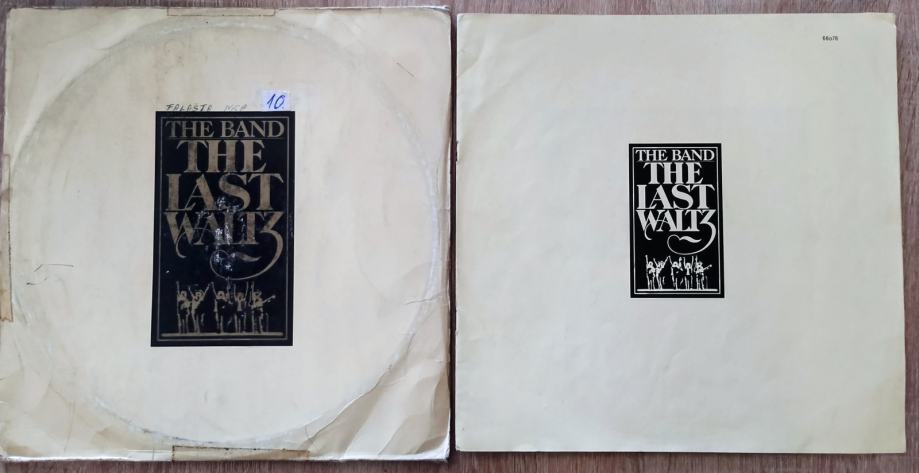 10.
THE BAND
THE
LAST
WALTZ
66076
THE BAND
THE
LAST
WALTZ